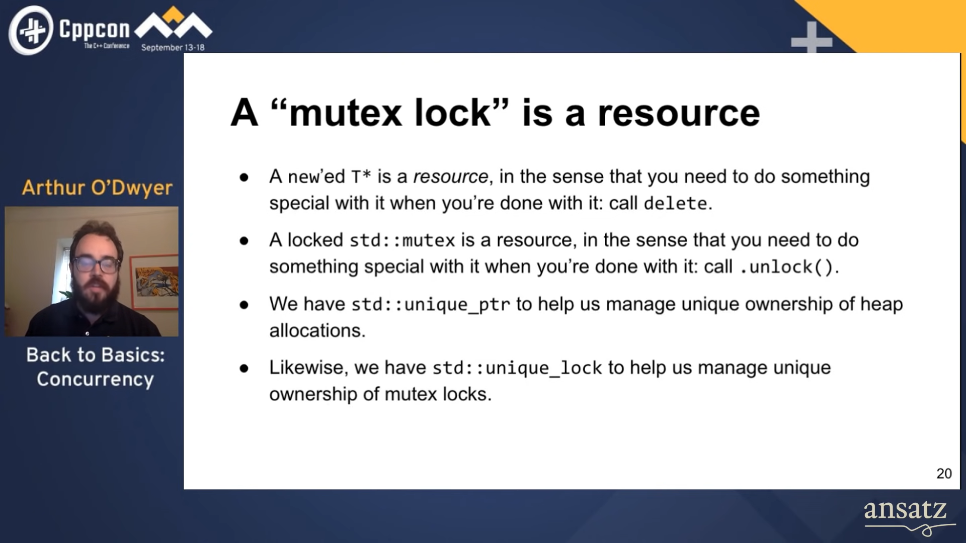 Cppcon
The C++ Conference
September 13-18
A “mutex lock” is a resource
● A new’ed T* is a resource, in the sense that you need to do something
special with it when you’re done with it: call delete.
● A locked std::mutex is a resource, in the sense that you need to do
something special with it when you’re done with it: call .unlock().
● We have std::unique_ptr to help us manage unique ownership of heap
allocations.
● Likewise, we have std::unique_lock to help us manage unique
ownership of mutex locks.
20
Arthur O’Dwyer
Back to Basics:
Concurrency
ansatz